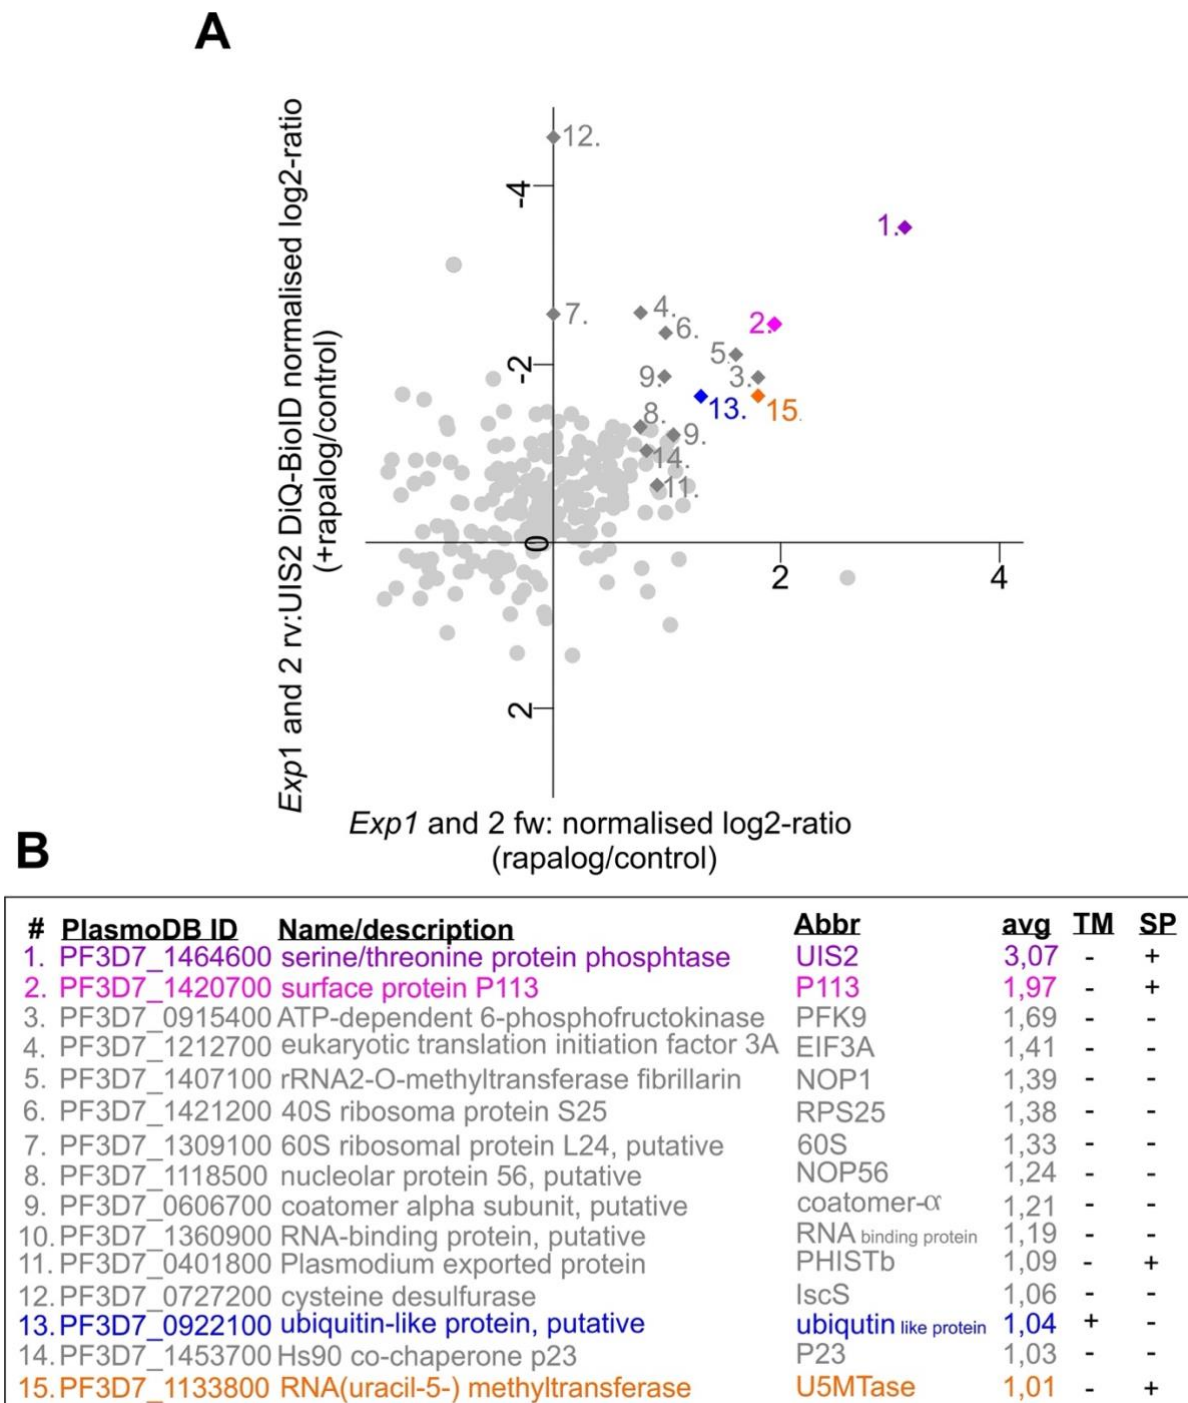 A
Exp1 and 2 rv:UIS2 DiQ-BioID normalised log2-ratio
(+rapalog/control)
12.
-4
1.
7.
4.
6.
2.
5.
-2
9.
3.
13.
15.
8.
9.
14.
11.
0
2
4
2
Exp1 and 2 fw: normalised log2-ratio
(rapalog/control)
B
# PlasmoDB ID Name/description Abbr avg TM SP
1. PF3D7_1464600 serine/threonine protein phosphtase UIS2 3,07 - +
2. PF3D7_1420700 surface protein P113 P113 1,97 - +
3. PF3D7_0915400 ATP-dependent 6-phosphofructokinase PFK9 1,69 - -
4. PF3D7_1212700 eukaryotic translation initiation factor 3A EIF3A 1,41 - -
5. PF3D7_1407100 rRNA2-O-methyltransferase fibrillarin NOP1 1,39 - -
6. PF3D7_1421200 40S ribosoma protein S25 RPS25 1,38 - -
7. PF3D7_1309100 60S ribosomal protein L24, putative 60S 1,33 - -
8. PF3D7_1118500 nucleolar protein 56, putative NOP56 1,24 - -
9. PF3D7_0606700 coatomer alpha subunit, putative coatomer-α 1,21 - -
10. PF3D7_1360900 RNA-binding protein, putative RNA binding protein 1,19 - -
11. PF3D7_0401800 Plasmodium exported protein PHISTb 1,09 - +
12. PF3D7_0727200 cysteine desulfurase IscS 1,06 - -
13. PF3D7_0922100 ubiquitin-like protein, putative ubiqutin like protein 1,04 + -
14. PF3D7_1453700 Hs90 co-chaperone p23 P23 1,03 - -
15. PF3D7_1133800 RNA(uracil-5-) methyltransferase U5MTase 1,01 - +